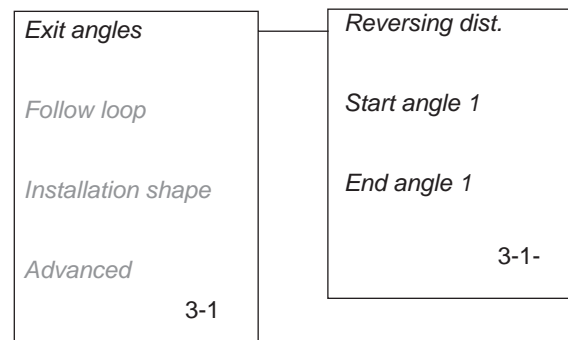 Exit angles
Follow loop
Installation shape
Advanced
3-1
Reversing dist.
Start angle 1
End angle 1
3-1-